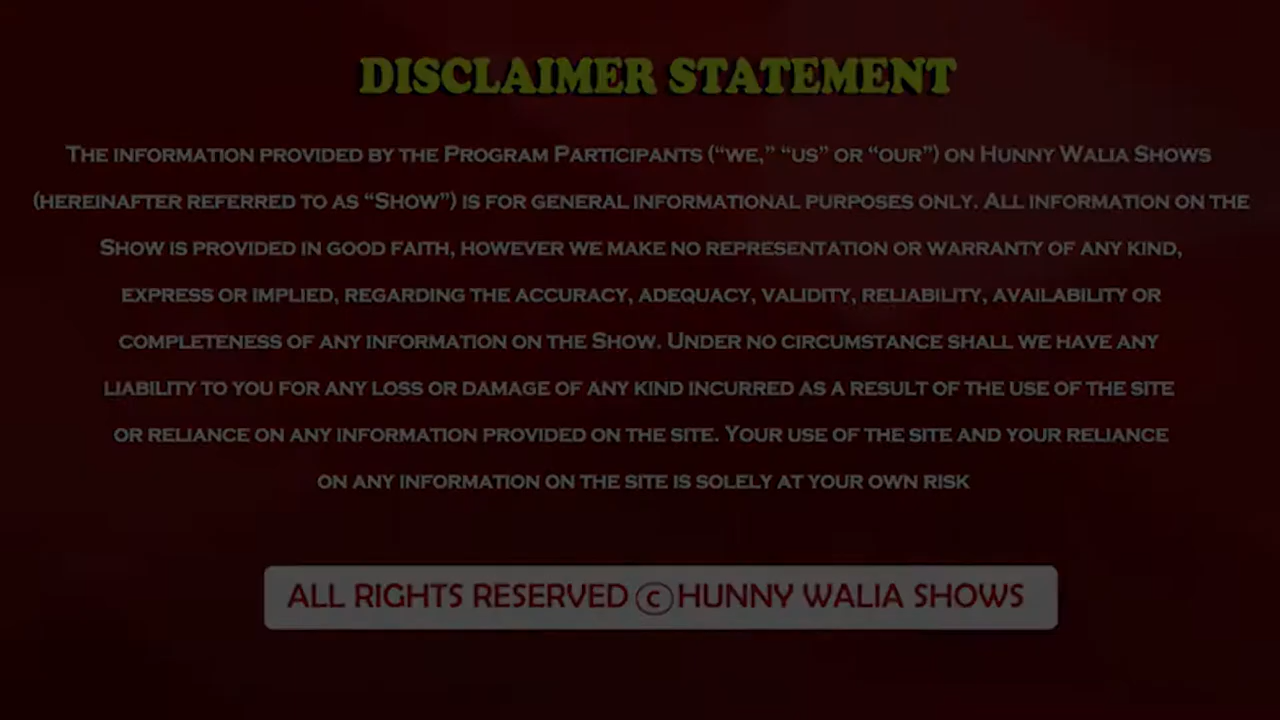 DISCLAIMER STATEMENT
The information provided by the Program Participants (“we,” “us” or “our”) on Hunny Walia Shows
(hereinafter referred to as “Show”) is for general informational purposes only. All information on the
Show is provided in good faith, however we make no representation or warranty of any kind,
express or implied, regarding the accuracy, adequacy, validity, reliability, availability or
completeness of any information on the Show. Under no circumstance shall we have any
liability to you for any loss or damage of any kind incurred as a result of the use of the site
or reliance on any information provided on the site. Your use of the site and your reliance
on any information on the site is solely at your own risk
ALL RIGHTS RESERVED © HUNNY WALIA SHOWS